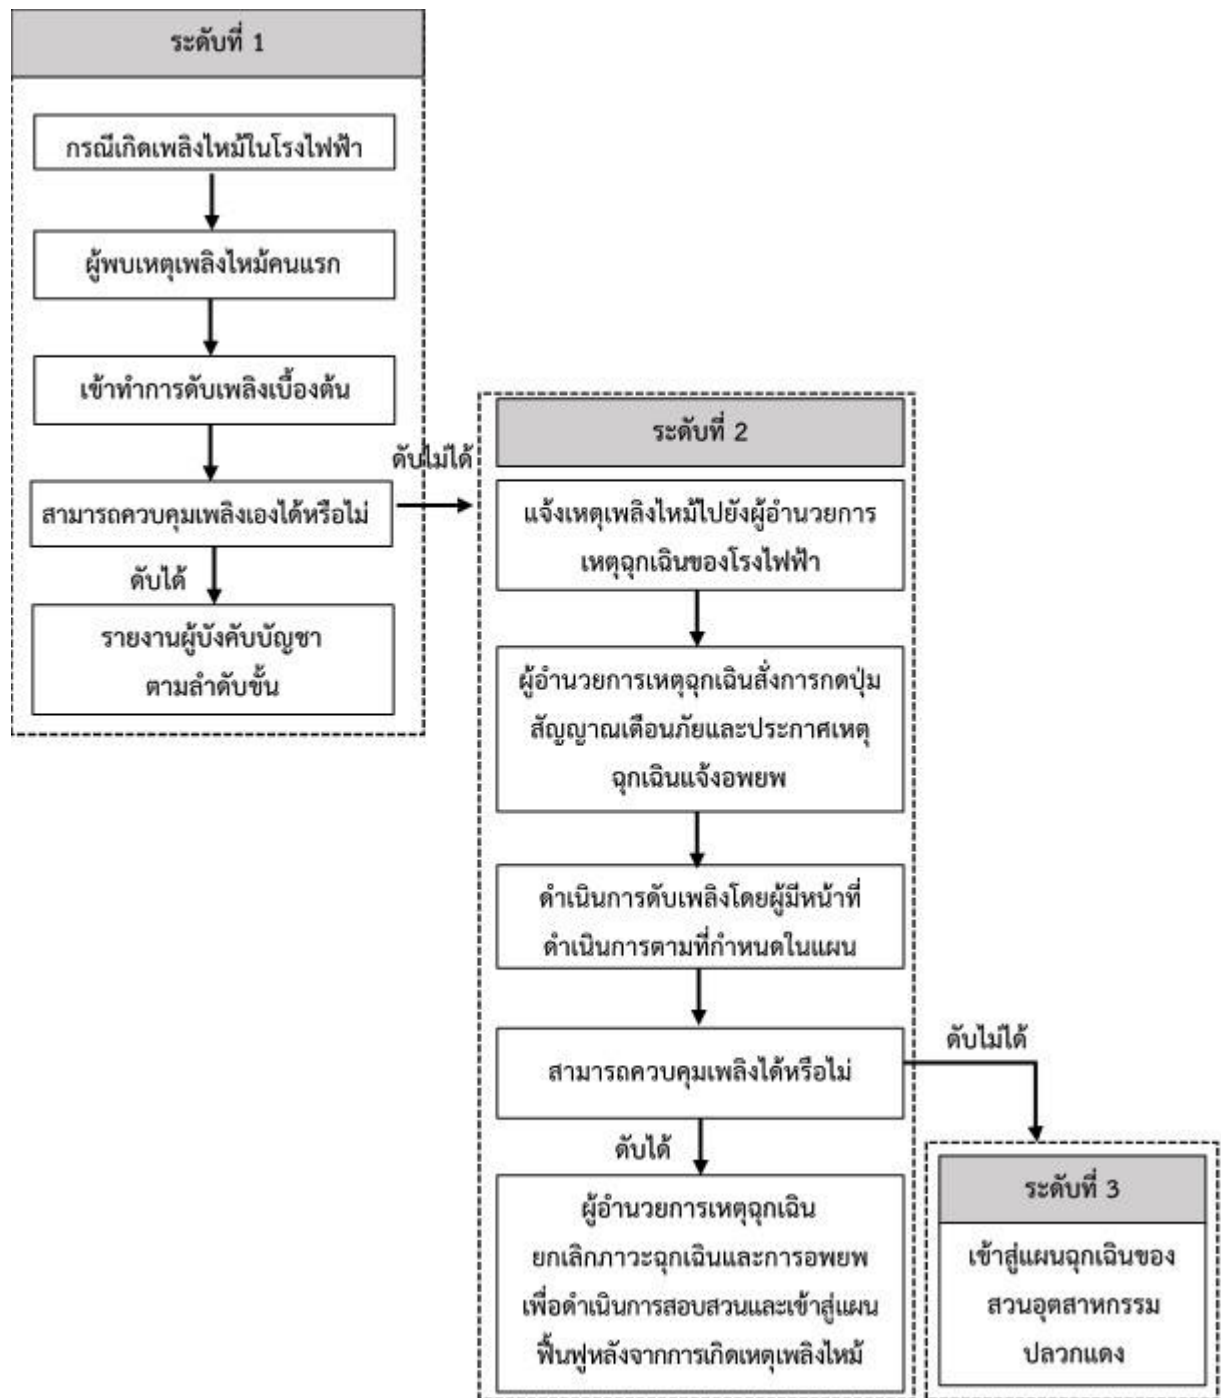 ระดับที่ 1
กรณีเกิดเพลิงไหม้ในโรงไฟฟ้า
ผู้พบเหตุเพลิงไหม้คนแรก
เข้าทำการดับเพลิงเบื้องต้น
สามารถควบคุมเพลิงเองได้หรือไม่
ดับไม่ได้
ดับได้
รายงานผู้บังคับบัญชา
ตามลำดับขั้น
ระดับที่ 2
แจ้งเหตุเพลิงไหม้ไปยังผู้อำนวยการ
เหตุฉุกเฉินของโรงไฟฟ้า
ผู้อำนวยการเหตุฉุกเฉินสั่งการกดปุ่ม
สัญญาณเตือนภัยและประกาศเหตุ
ฉุกเฉินแจ้งอพยพ
ดำเนินการดับเพลิงโดยผู้มีหน้าที่
ดำเนินการตามที่กำหนดในแผน
สามารถควบคุมเพลิงได้หรือไม่
ดับไม่ได้
ดับได้
ผู้อำนวยการเหตุฉุกเฉิน
ยกเลิกภาวะฉุกเฉินและการอพยพ
เพื่อดำเนินการสอบสวนและเข้าสู่แผน
ฟื้นฟูหลังจากการเกิดเหตุเพลิงไหม้
ระดับที่ 3
เข้าสู่แผนฉุกเฉินของ
สวนอุตสาหกรรม
ปลวกแดง